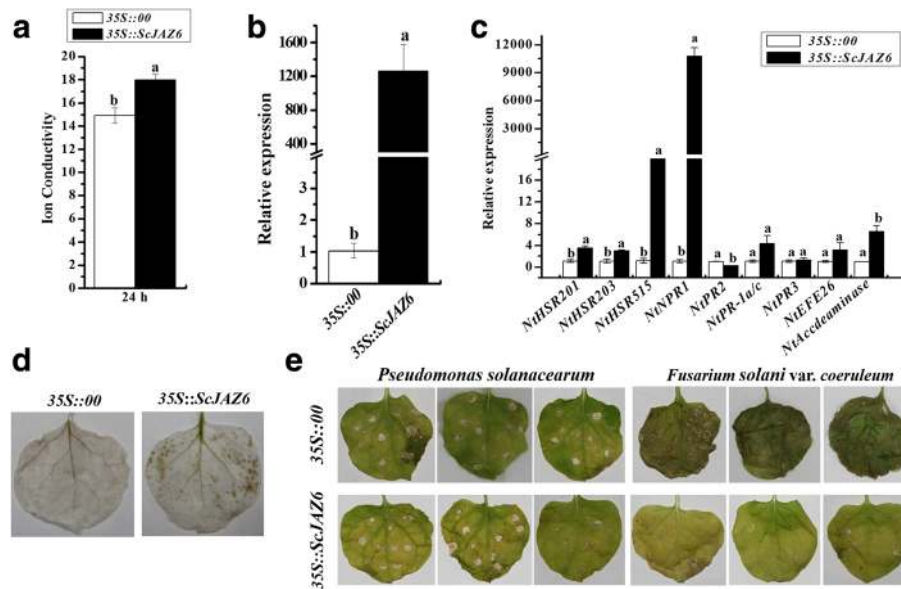 a
35S::00
35S::ScJAZ6
Ion Conductivity
20
18
16
14
12
10
8
6
4
2
0
b
a
24 h
b
Relative expression
1600
1200
800
400
3
2
1
0
b
a
35S::00
35S::ScJAZ6
c
35S::00
35S::ScJAZ6
Relative expression
12000
9000
6000
3000
16
12
8
4
0
b a b a b a b a a b a a a a a a a b
NtHSR201
NtHSR203
NtHSR515
NtNPR1
NtPR2
NtPR-1a/c
NtPR3
NtEFE26
NtAccdeaminase
d
35S::00 35S::ScJAZ6
e
Pseudomonas solanacearum Fusarium solani var. coeruleum
35S::00
35S::ScJAZ6